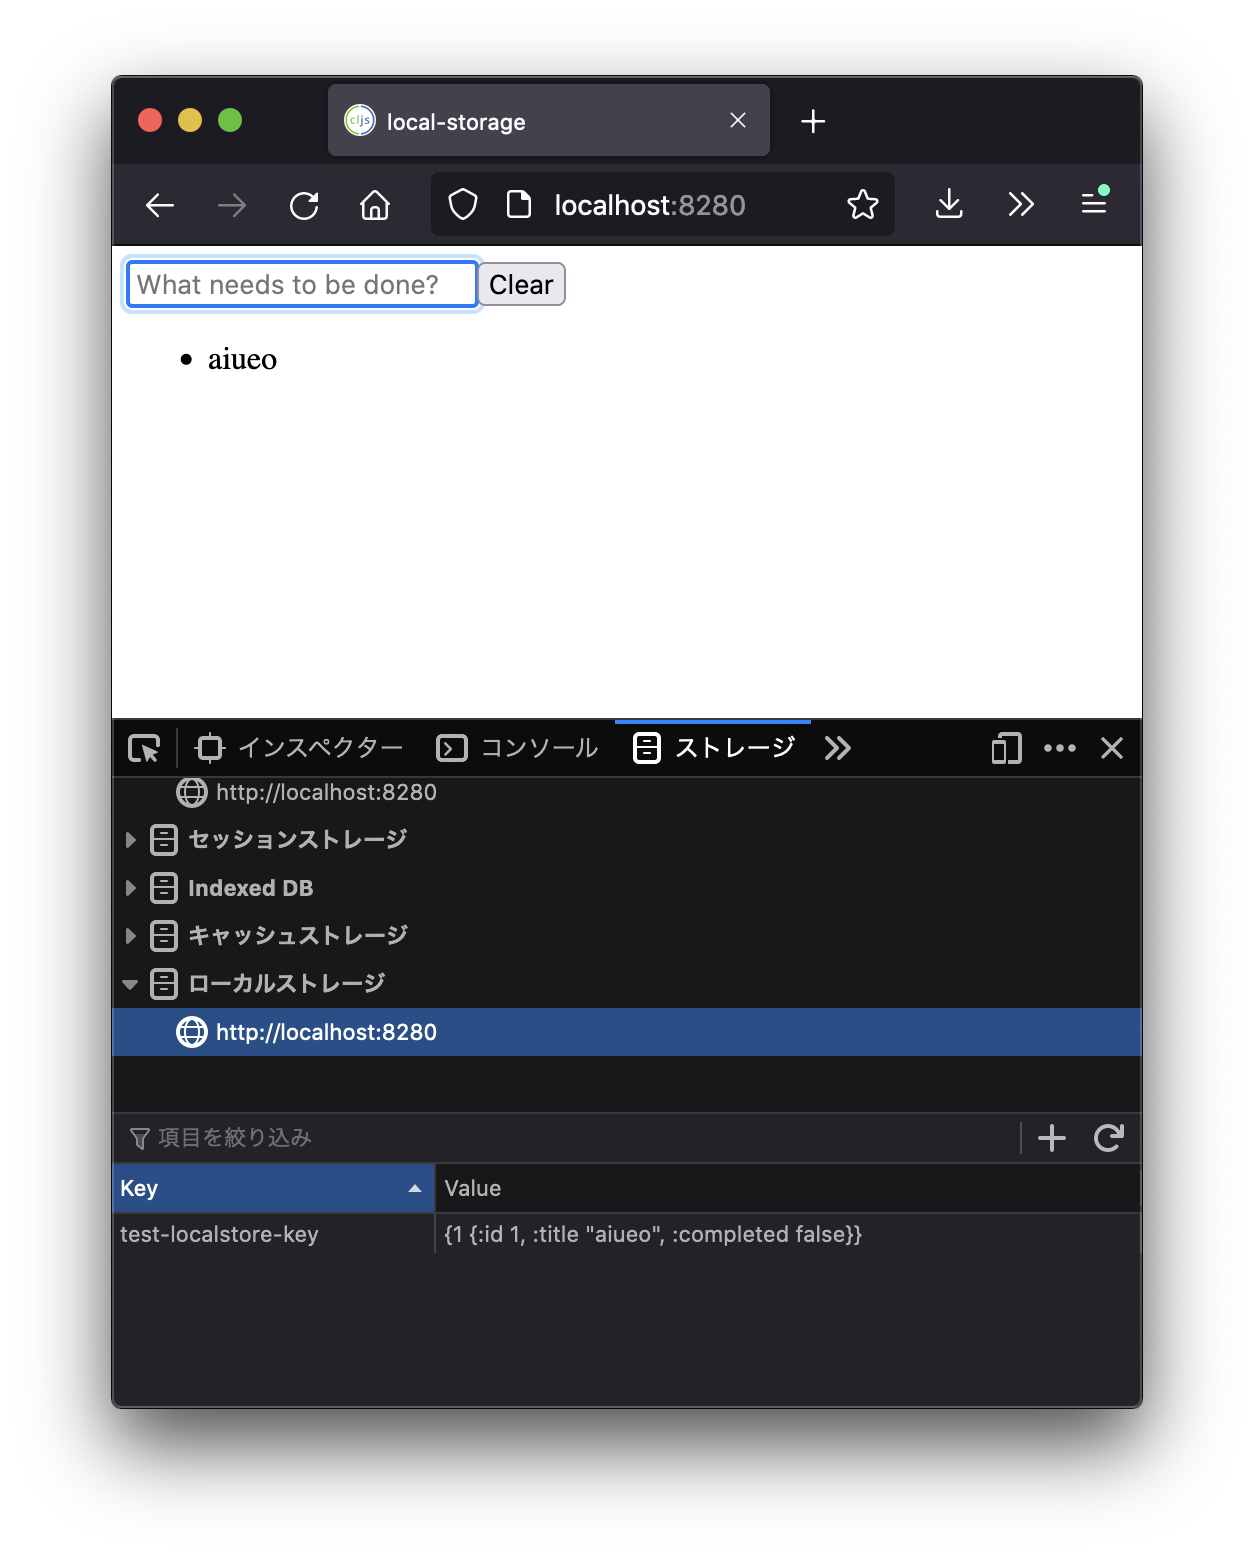 cljs local-storage
localhost:8280
What needs to be done? Clear
• aiueo
インスペクター コンソール ストレージ
http://localhost:8280
セッションストレージ
Indexed DB
キャッシュストレージ
ローカルストレージ
http://localhost:8280
項目を絞り込み
Key Value
test-localstore-key {1 {:id 1, :title "aiueo", :completed false}}